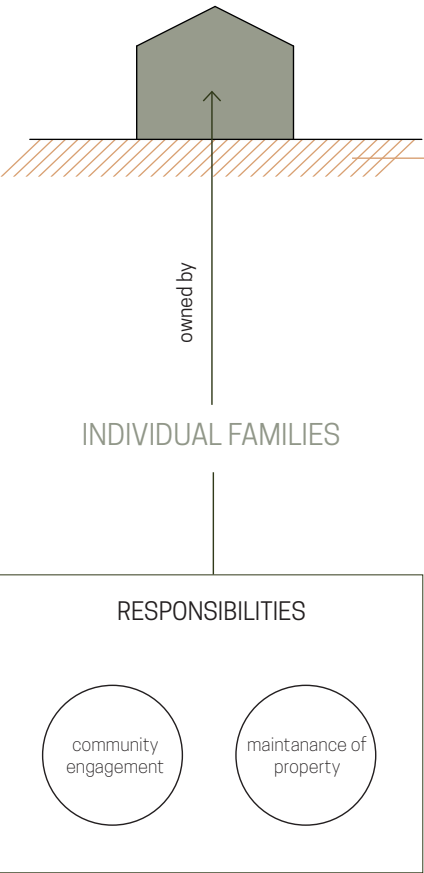 owned by
INDIVIDUAL FAMILIES
RESPONSIBILITIES
community
engagement
maintanance of
property